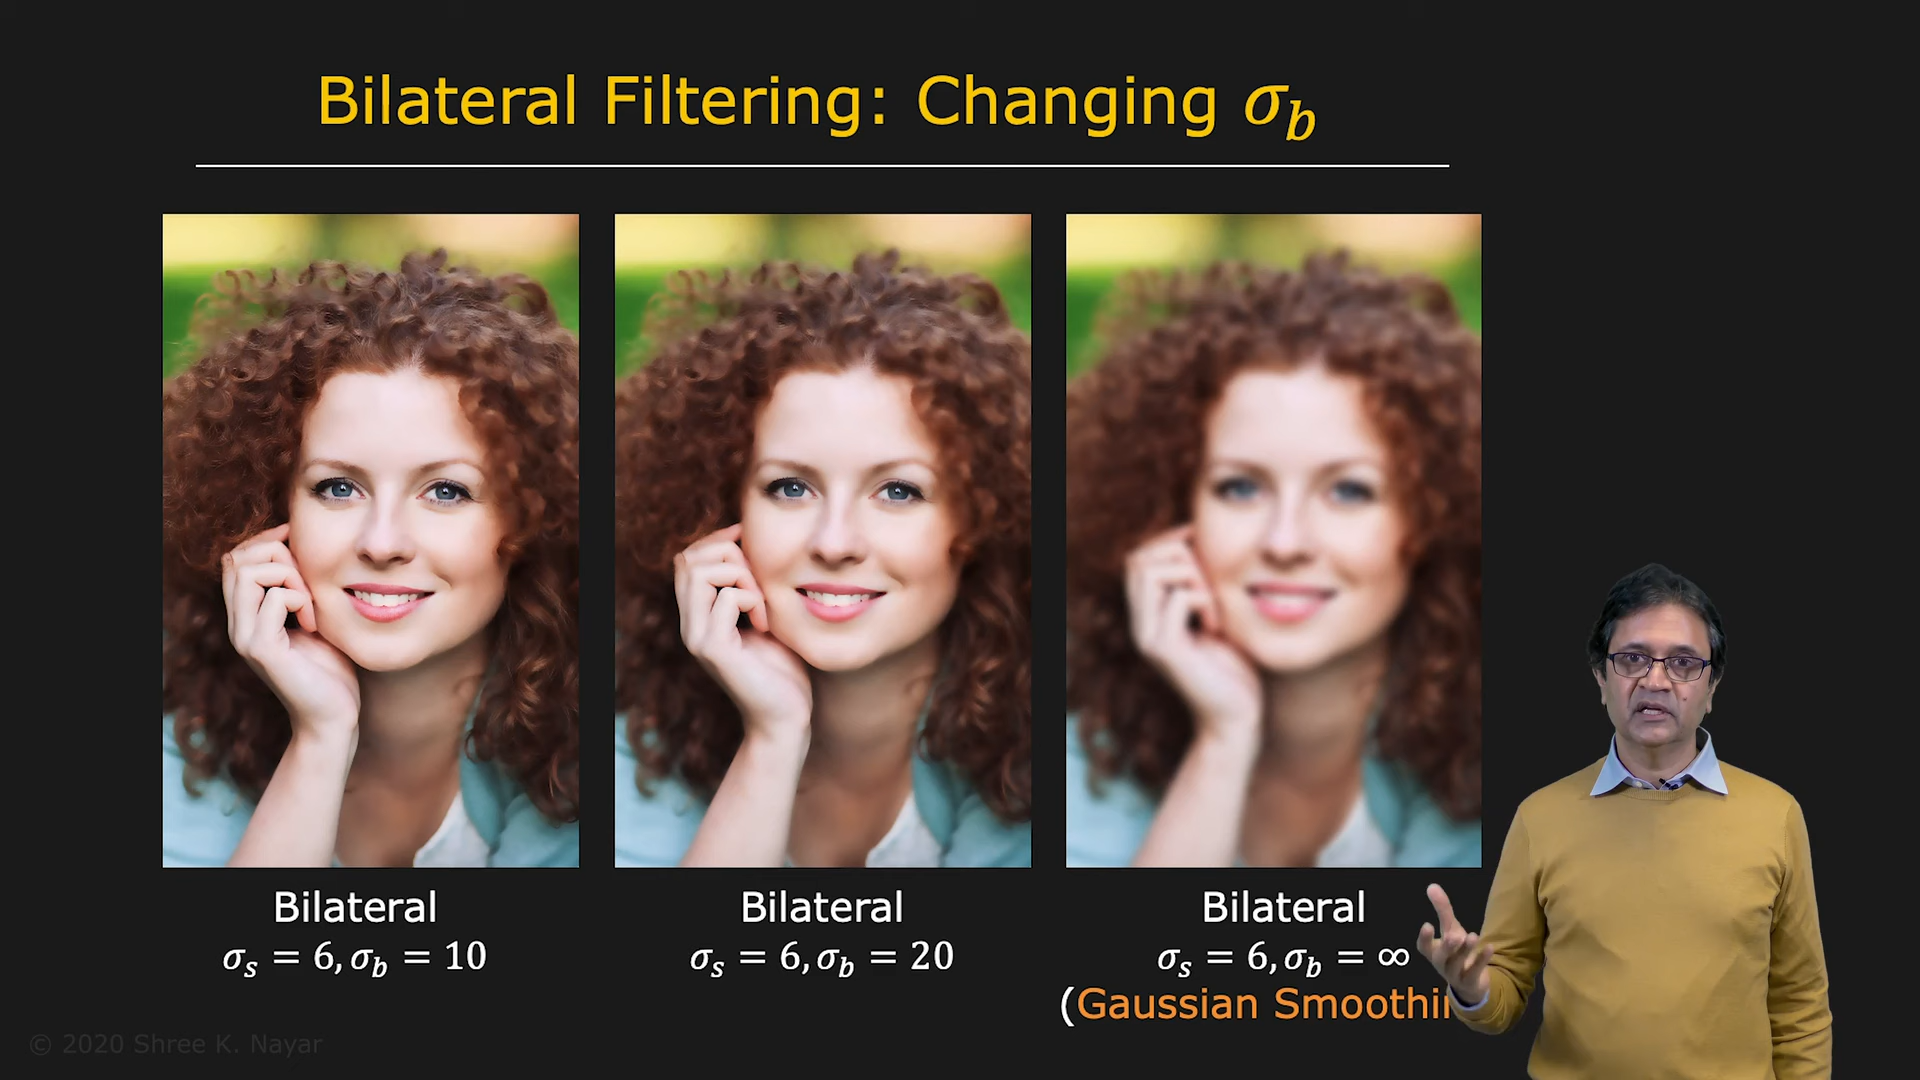 Bilateral Filtering: Changing σ_b
Bilateral
σ_s = 6, σ_b = 10
Bilateral
σ_s = 6, σ_b = 20
Bilateral
σ_s = 6, σ_b = ∞
(Gaussian Smoothin
© 2020 Shree K. Nayar